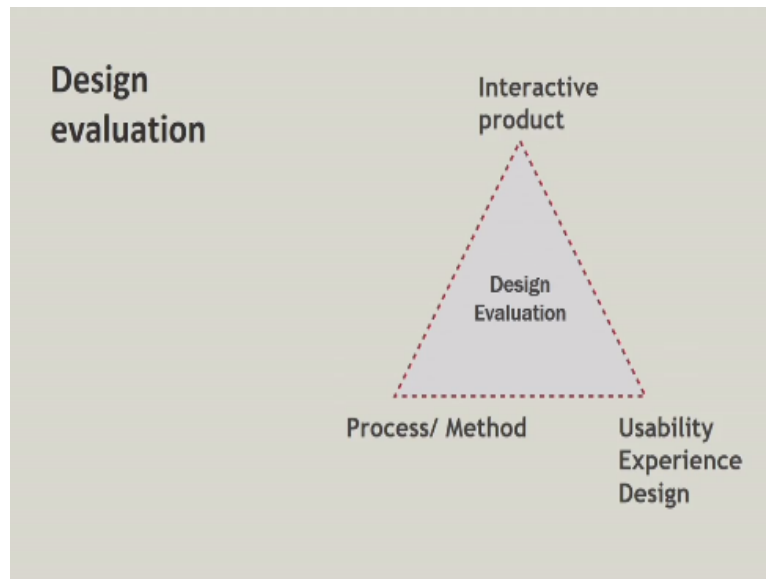 Design
evaluation
Interactive
product
Design
Evaluation
Process/ Method
Usability
Experience
Design